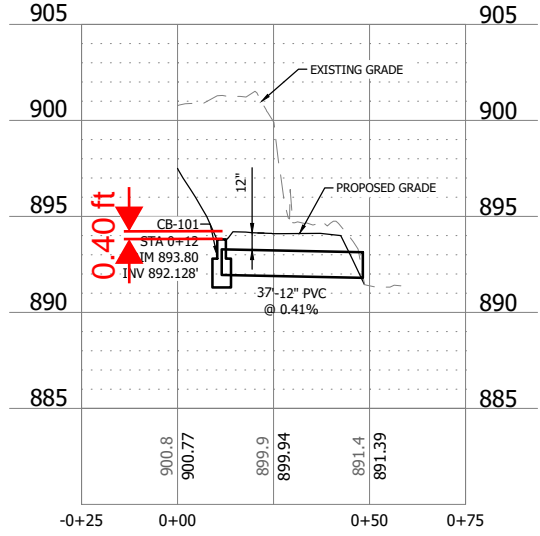 905
905
EXISTING GRADE
900
900
12"
PROPOSED GRADE
895
895
0.40 ft
CB-101
STA 0+12
IM 893.80
INV 892.128'
890
890
37'-12" PVC
@ 0.41%
885
885
900.8
900.77
899.9
899.94
891.4
891.39
-0+25
0+00
0+50
0+75